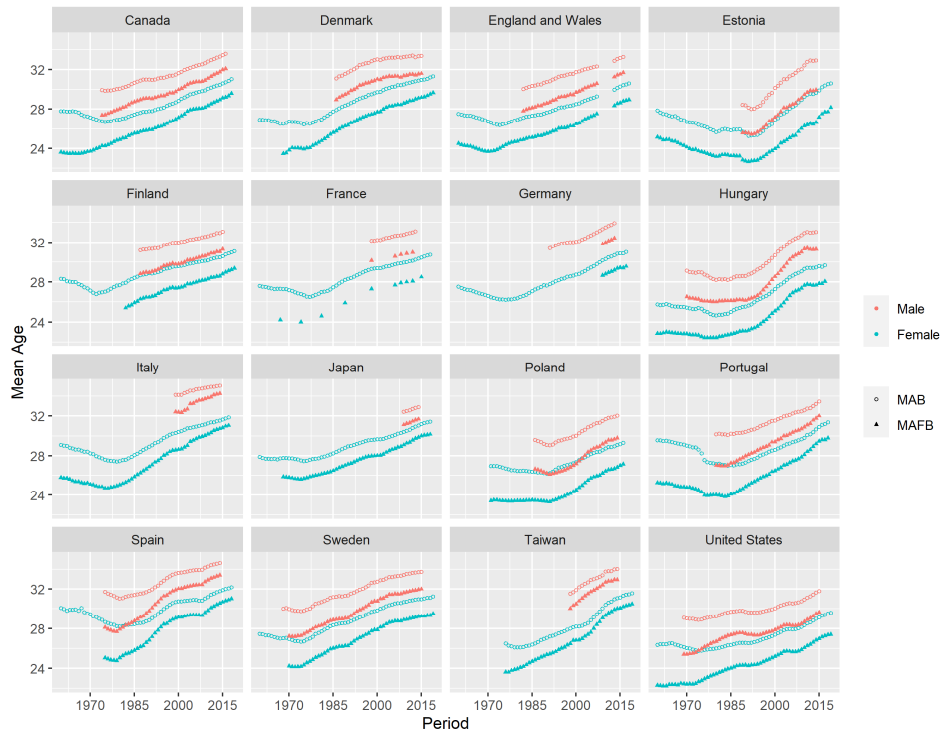 Canada Denmark England and Wales Estonia
32
28
24
Finland France Germany Hungary
32
28
24
Italy Japan Poland Portugal
32
28
24
Spain Sweden Taiwan United States
32
28
24
1970 1985 2000 2015 1970 1985 2000 2015 1970 1985 2000 2015 1970 1985 2000 2015
Period
Mean Age
Male
Female
MAB
MAFB